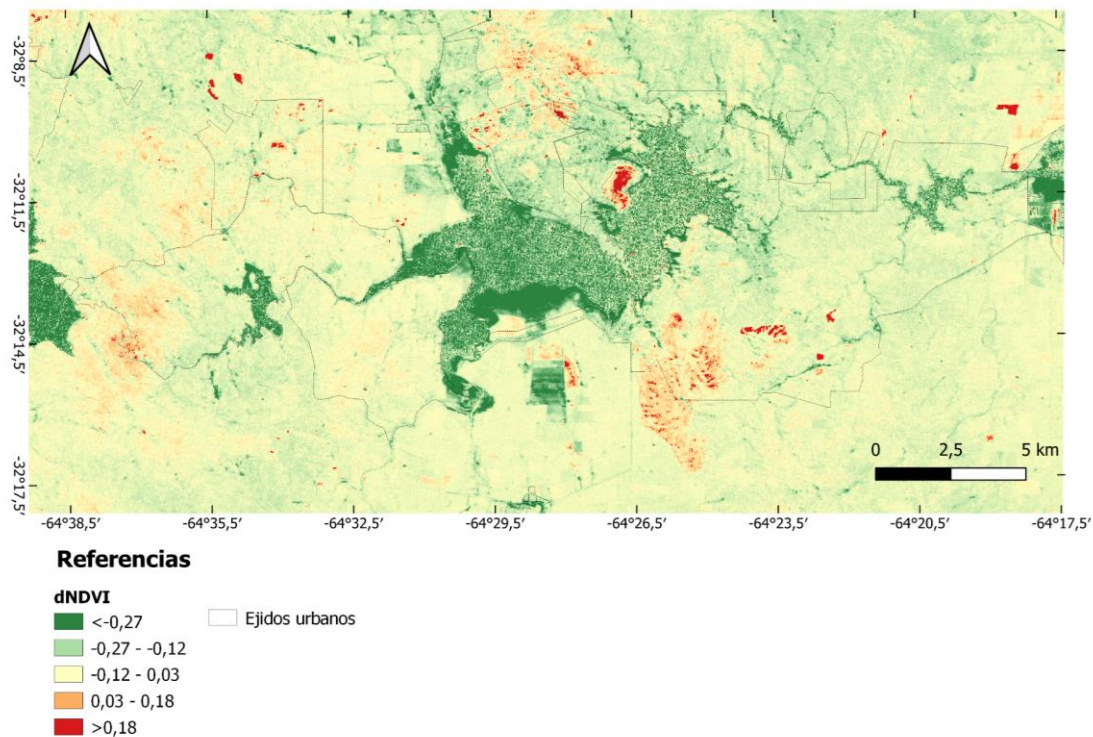 -32°8,5′
-32°11,5′
-32°14,5′
-32°17,5′
0 2,5 5 km
-64°38,5′ -64°35,5′ -64°32,5′ -64°29,5′ -64°26,5′ -64°23,5′ -64°20,5′ -64°17,5′
Referencias
dNDVI
<-0,27
-0,27 - -0,12
-0,12 - 0,03
0,03 - 0,18
>0,18
Ejidos urbanos